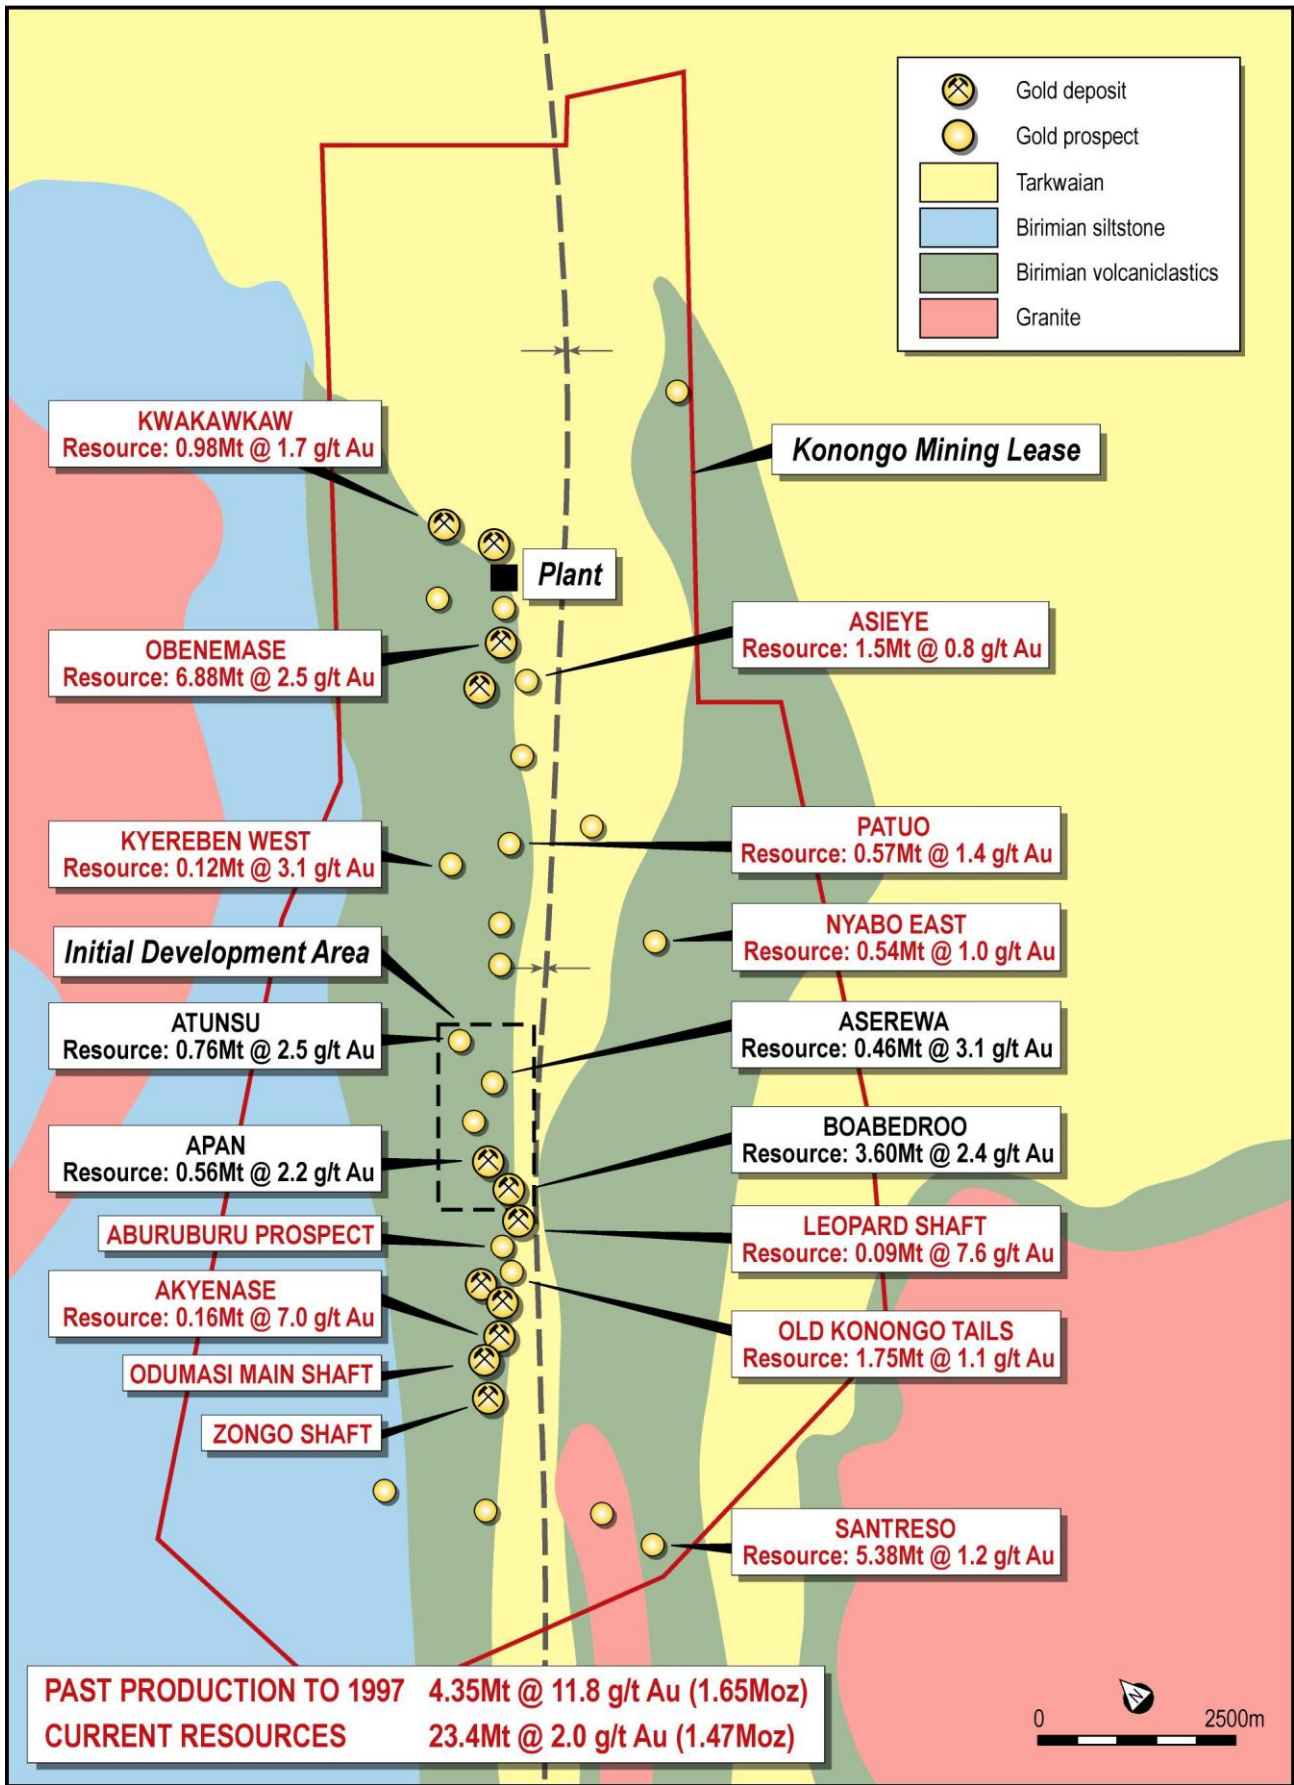 Gold deposit
Gold prospect
Tarkwaian
Birimian siltstone
Birimian volcaniclastics
Granite
KWAKAWKAW
Resource: 0.98Mt @ 1.7 g/t Au
Konongo Mining Lease
Plant
OBENEMASE
Resource: 6.88Mt @ 2.5 g/t Au
ASIEYE
Resource: 1.5Mt @ 0.8 g/t Au
KYEREBEN WEST
Resource: 0.12Mt @ 3.1 g/t Au
PATUO
Resource: 0.57Mt @ 1.4 g/t Au
NYABO EAST
Resource: 0.54Mt @ 1.0 g/t Au
Initial Development Area
ATUNSU
Resource: 0.76Mt @ 2.5 g/t Au
ASEREWA
Resource: 0.46Mt @ 3.1 g/t Au
APAN
Resource: 0.56Mt @ 2.2 g/t Au
BOABEDROO
Resource: 3.60Mt @ 2.4 g/t Au
ABURUBURU PROSPECT
LEOPARD SHAFT
Resource: 0.09Mt @ 7.6 g/t Au
AKYENASE
Resource: 0.16Mt @ 7.0 g/t Au
OLD KONONGO TAILS
Resource: 1.75Mt @ 1.1 g/t Au
ODUMASI MAIN SHAFT
ZONGO SHAFT
SANTRESO
Resource: 5.38Mt @ 1.2 g/t Au
PAST PRODUCTION TO 1997 4.35Mt @ 11.8 g/t Au (1.65Moz)
CURRENT RESOURCES 23.4Mt @ 2.0 g/t Au (1.47Moz)
N
0 2500m